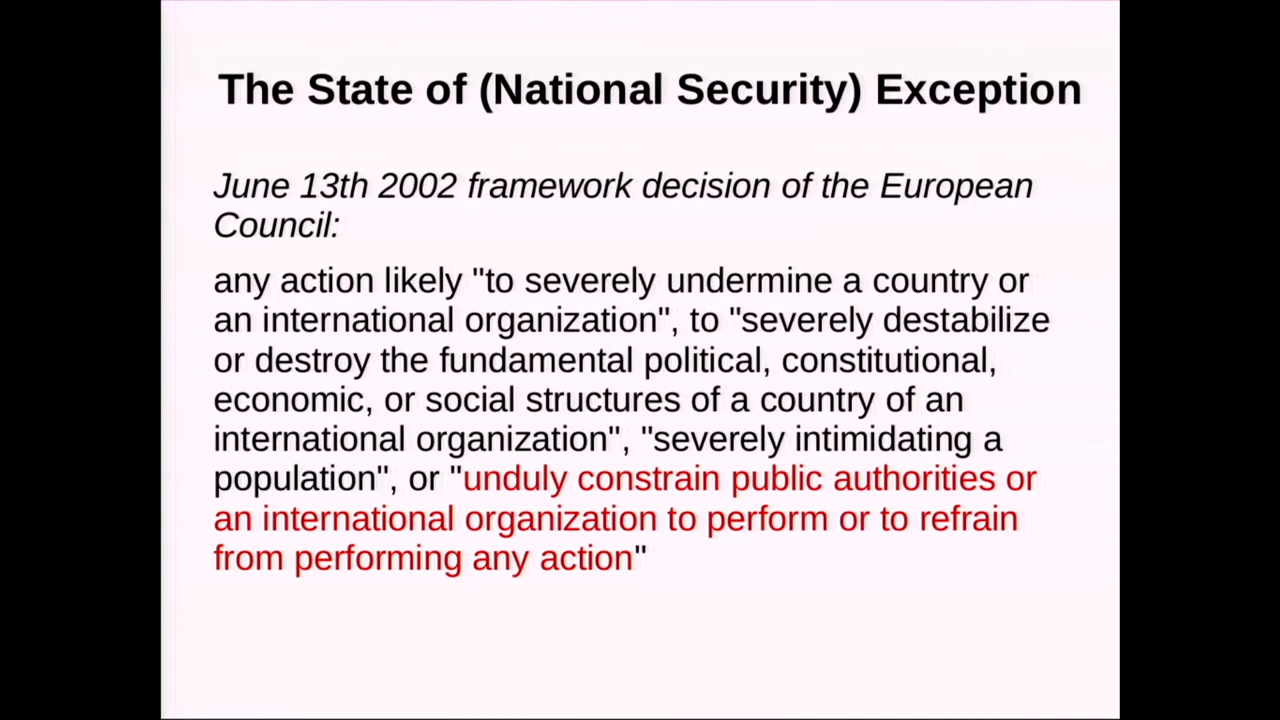 The State of (National Security) Exception
June 13th 2002 framework decision of the European
Council:
any action likely "to severely undermine a country or
an international organization", to "severely destabilize
or destroy the fundamental political, constitutional,
economic, or social structures of a country of an
international organization", "severely intimidating a
population", or "unduly constrain public authorities or
an international organization to perform or to refrain
from performing any action"